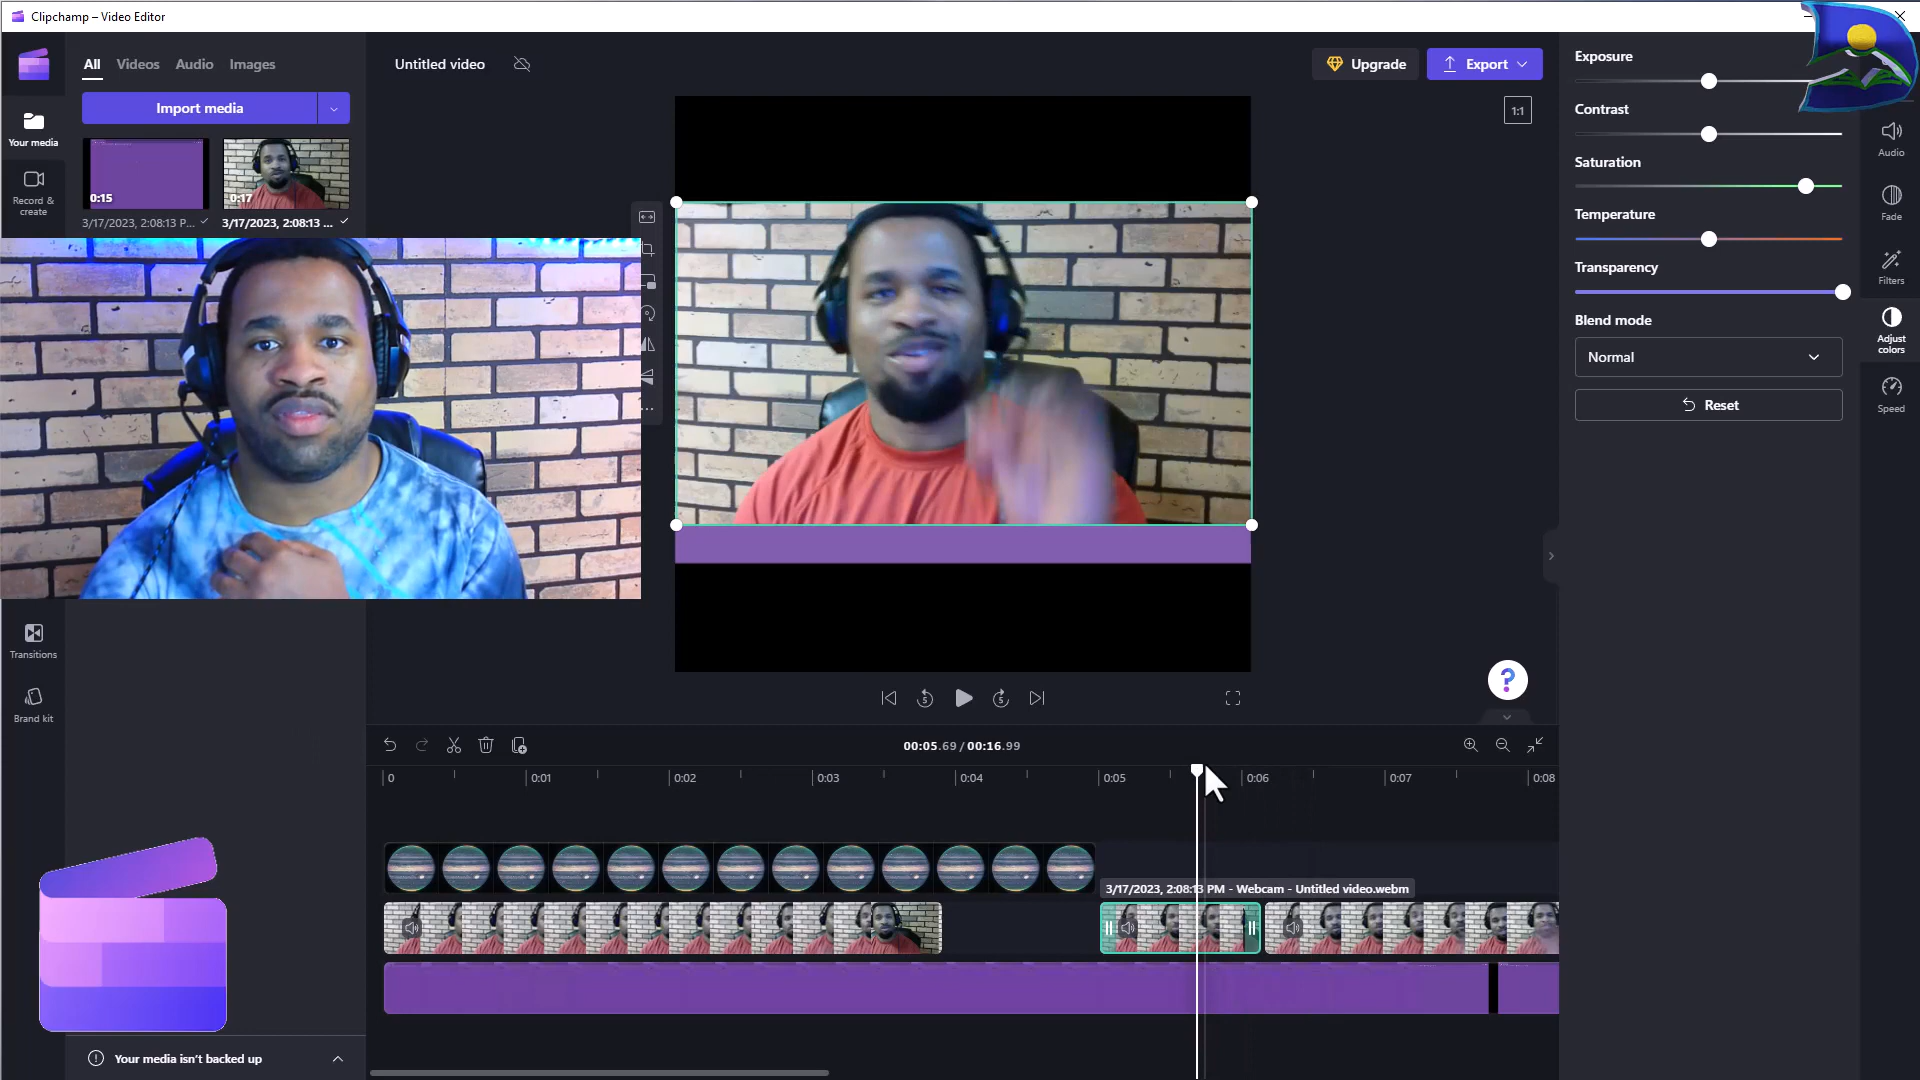 Clipchamp – Video Editor
All Videos Audio Images
Import media
Your media
Record &
create
0:15
0:17
3/17/2023, 2:08:13 P...
3/17/2023, 2:08:13 ...
Transitions
Brand kit
Your media isn't backed up
Untitled video
Upgrade
Export
1:1
5
5
?
00:05.69 / 00:16.99
0 0:01 0:02 0:03 0:04 0:05 0:06 0:07 0:08
3/17/2023, 2:08:13 PM - Webcam - Untitled video.webm
Exposure
Contrast
Saturation
Temperature
Transparency
Blend mode
Normal
Reset
Audio
Fade
Filters
Adjust
colors
Speed